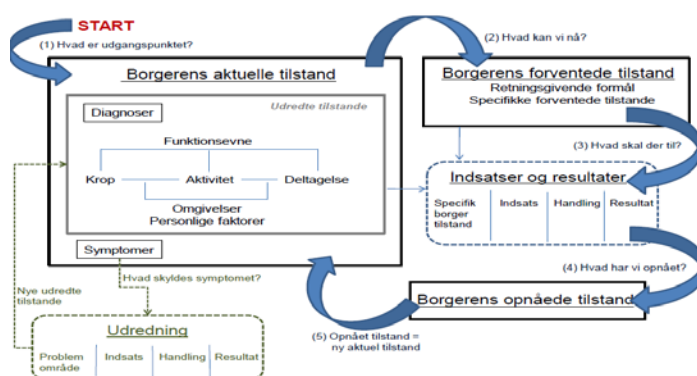 START
(1) Hvad er udgangspunktet?
(2) Hvad kan vi nå?
Borgerens aktuelle tilstand
Udredte tilstande
Diagnoser
Funktionsevne
Krop
Aktivitet
Deltagelse
Omgivelser
Personlige faktorer
Symptomer
Borgerens forventede tilstand
Retningsgivende formål
Specifikke forventede tilstande
(3) Hvad skal der til?
Indsatser og resultater
Specifik borger tilstand
Indsats
Handling
Resultat
(4) Hvad har vi opnået?
Borgerens opnåede tilstand
(5) Opnået tilstand =
ny aktuel tilstand
Hvad skyldes symptomet?
Nye udredte
tilstande
Udredning
Problem
område
Indsats
Handling
Resultat